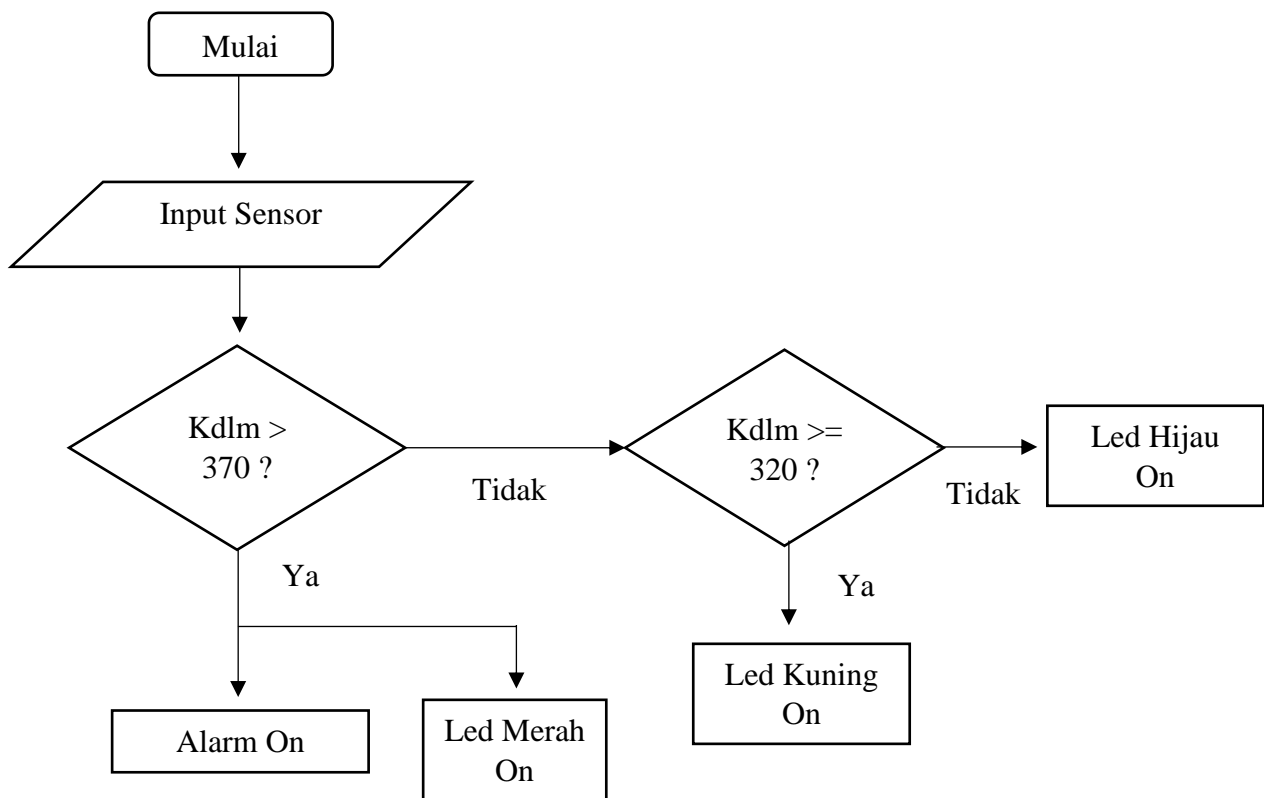 Mulai
Input Sensor
Kdlm >
370 ?
Tidak
Kdlm >=
320 ?
Tidak
Led Hijau
On
Ya
Ya
Led Kuning
On
Alarm On
Led Merah
On